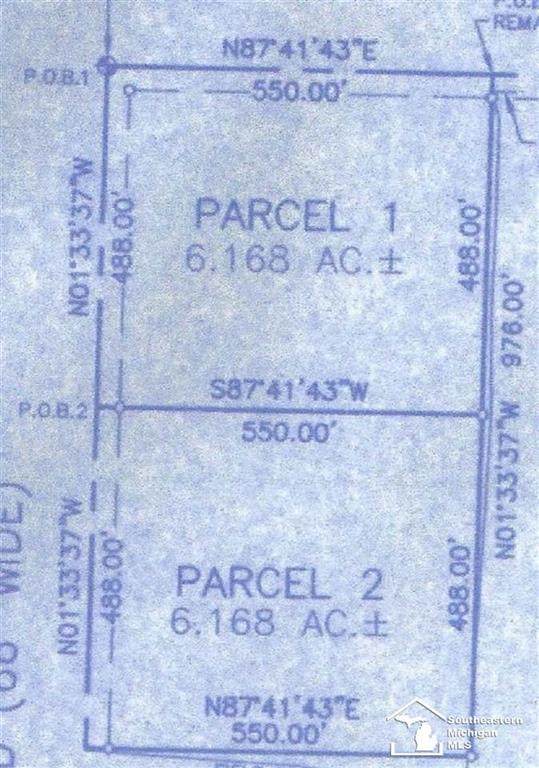 REM
N87°41'43"E
P.O.B.1
550.00'
N01°33'37"W
488.00'
PARCEL 1
6.168 AC.±
488.00'
976.00'
N01°33'37"W
S87°41'43"W
P.O.B.2
550.00'
N01°33'37"W
488.00'
PARCEL 2
6.168 AC.±
488.00'
WIDE)
N87°41'43"E
550.00'
Southeastern
Michigan
MLS